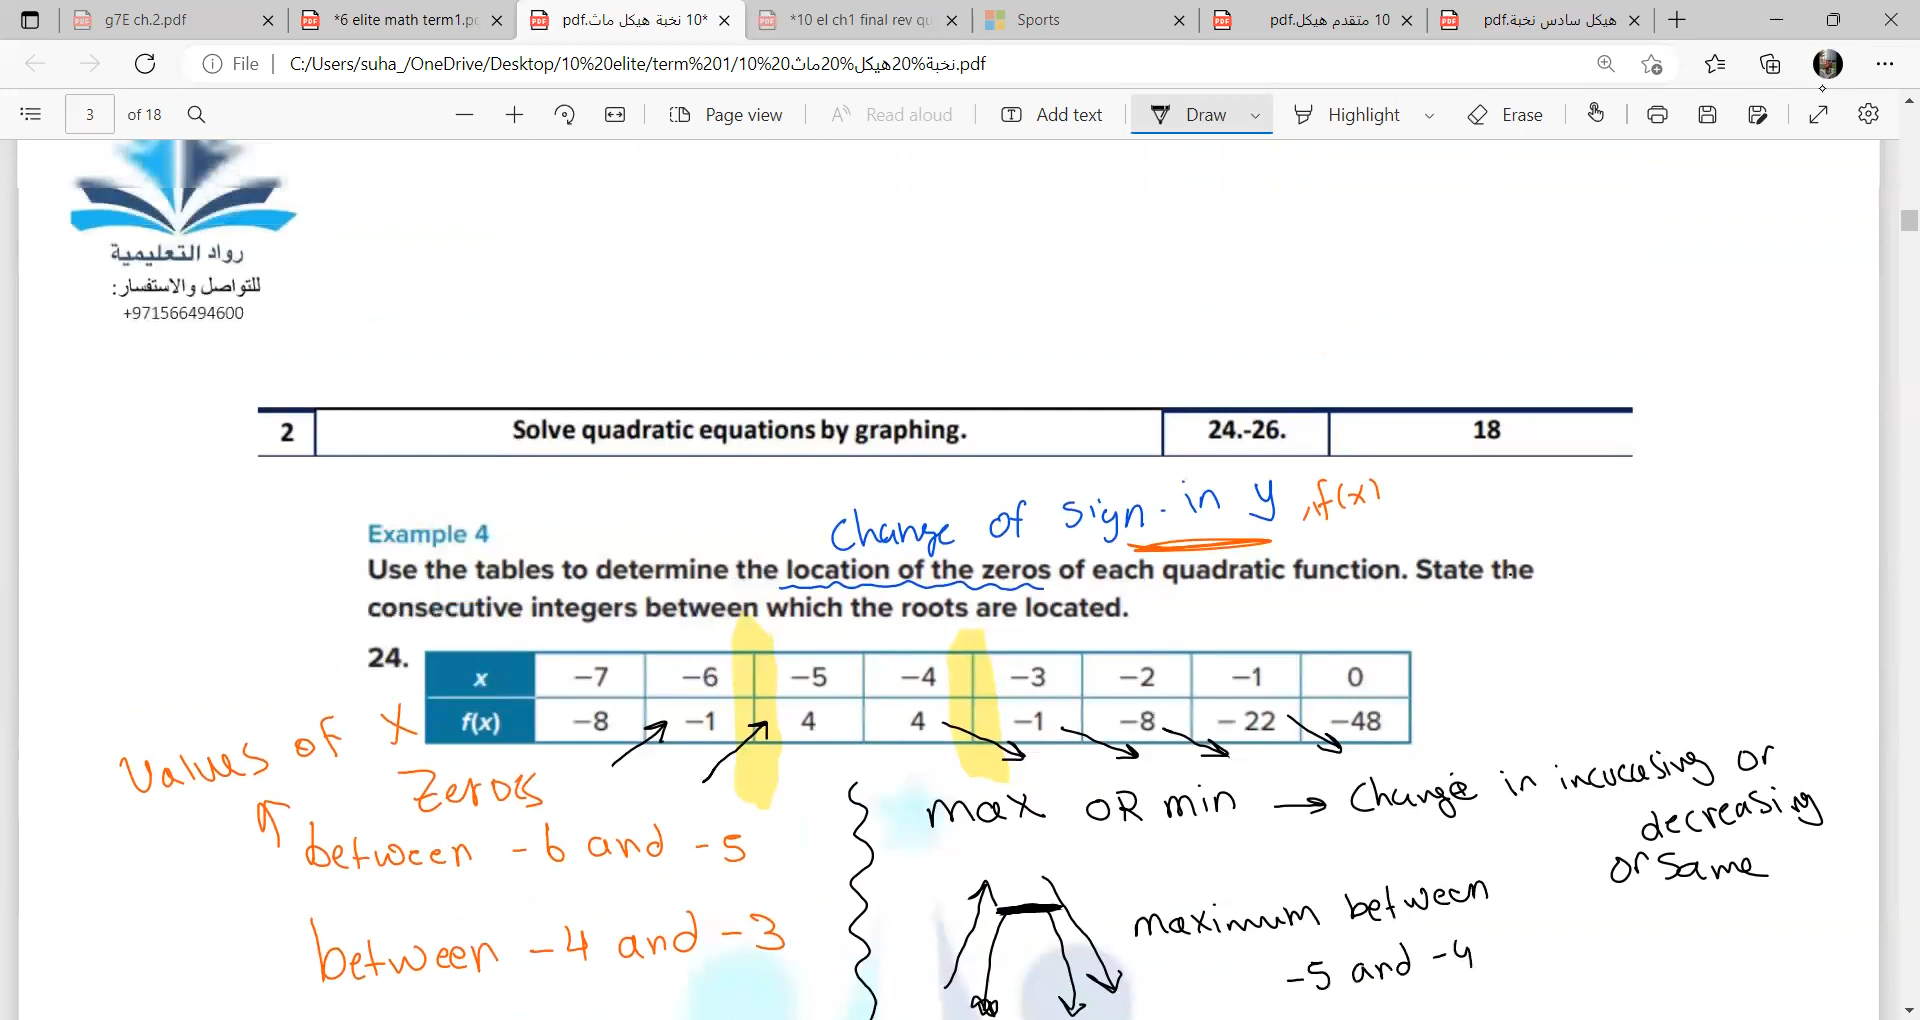 g7E ch.2.pdf
*6 elite math term1.pd
*10 نخبة هيكل ماث.pdf
*10 el ch1 final rev qu
Sports
10 متقدم هيكل.pdf
هيكل سادس نخبة.pdf
File
C:/Users/suha_/OneDrive/Desktop/10%20elite/term%201/10%20نخبة%20هيكل%20ماث.pdf
3
of 18
Page view
Read aloud
Add text
Draw
Highlight
Erase
رواد التعليمية
للتواصل والاستفسار:
+971566494600
2 Solve quadratic equations by graphing. 24.-26. 18
Change of sign. in y, f(x)
Example 4
Use the tables to determine the location of the zeros of each quadratic function. State the
consecutive integers between which the roots are located.
24.
x −7 −6 −5 −4 −3 −2 −1 0
f(x) −8 −1 4 4 −1 −8 − 22 −48
Values of X
Zeros
between -6 and -5
between -4 and -3
max OR min → Change in increasing or
decreasing
or same
maximum between
-5 and -4